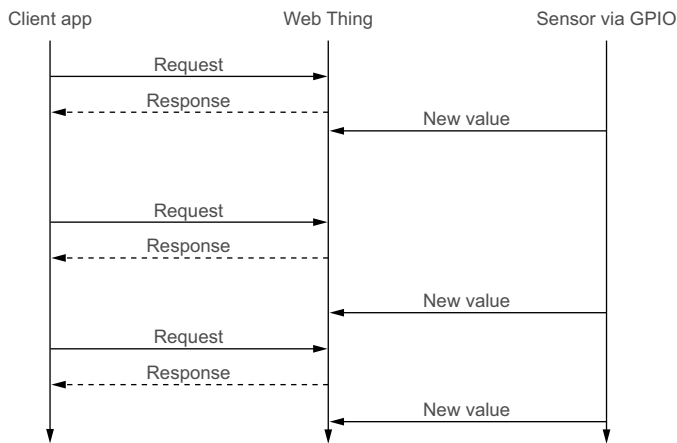 Client app
Web Thing
Sensor via GPIO
Request
Response
New value
Request
Response
New value
Request
Response
New value